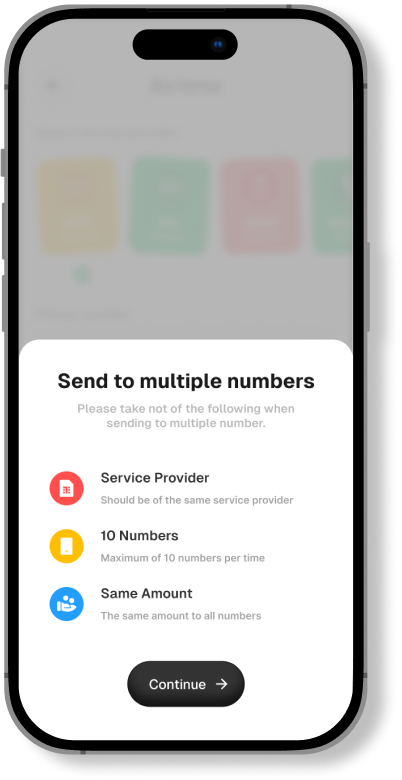 Airtime
Send to multiple numbers
Please take not of the following when
sending to multiple number.
Service Provider
Should be of the same service provider
10 Numbers
Maximum of 10 numbers per time
Same Amount
The same amount to all numbers
Continue